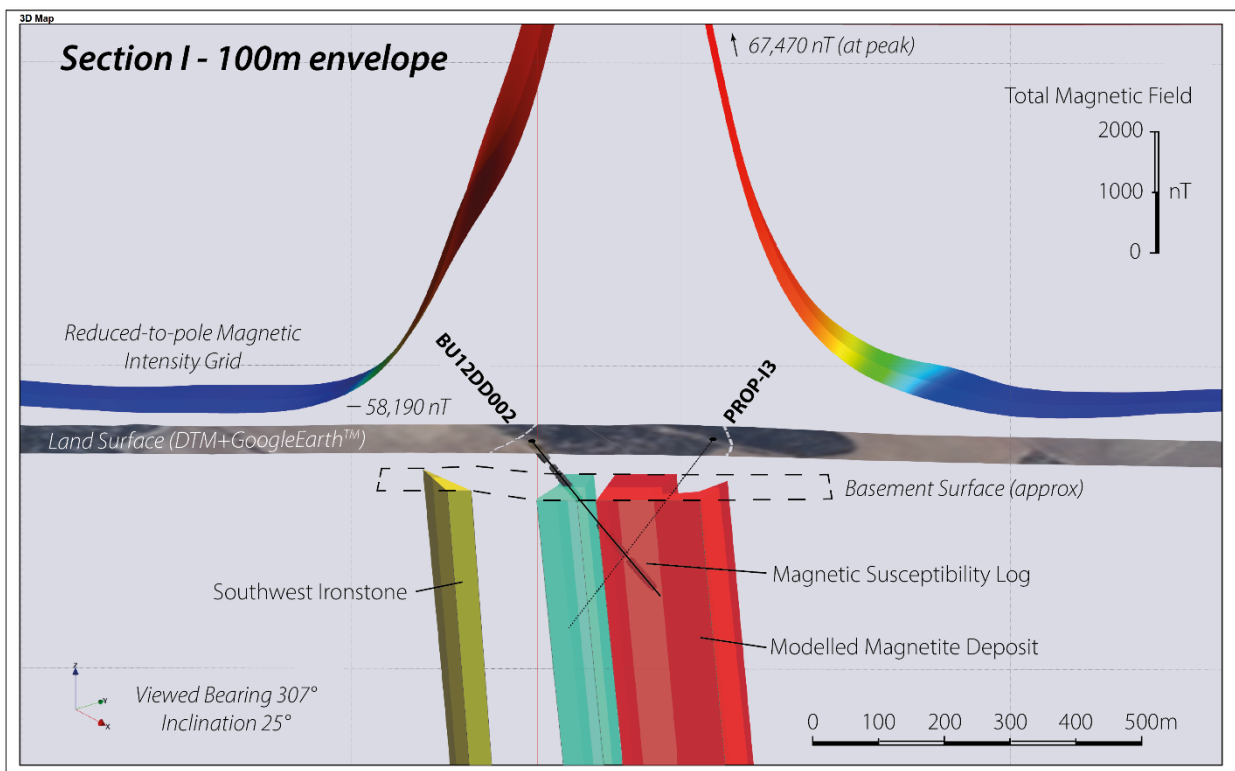 3D Map
Section I - 100m envelope
67,470 nT (at peak)
Total Magnetic Field
2000
1000 nT
0
Reduced-to-pole Magnetic
Intensity Grid
BU12DD002
PROP-I3
– 58,190 nT
Land Surface (DTM+GoogleEarth™)
Basement Surface (approx)
Southwest Ironstone
Magnetic Susceptibility Log
Modelled Magnetite Deposit
Z
Y
X
Viewed Bearing 307°
Inclination 25°
0 100 200 300 400 500m